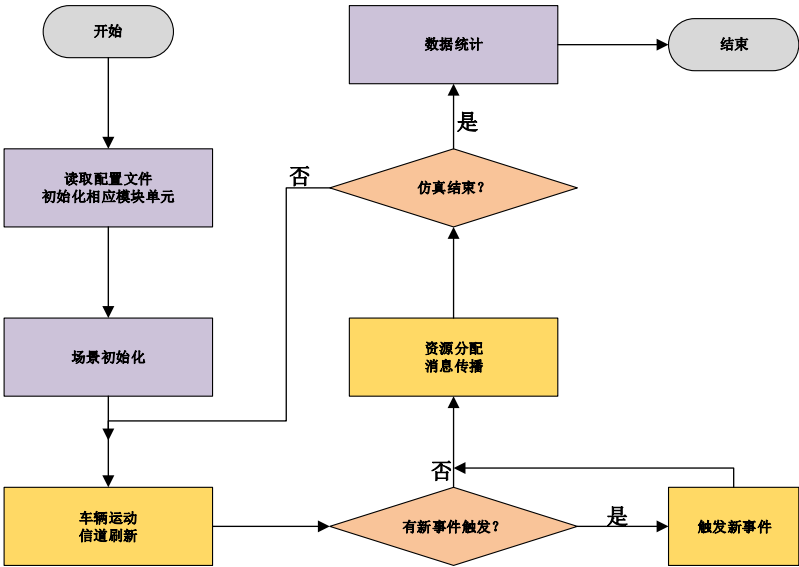 开始
读取配置文件
初始化相应模块单元
场景初始化
车辆运动
信道刷新
有新事件触发？
是
触发新事件
否
资源分配
消息传播
仿真结束？
否
是
数据统计
结束